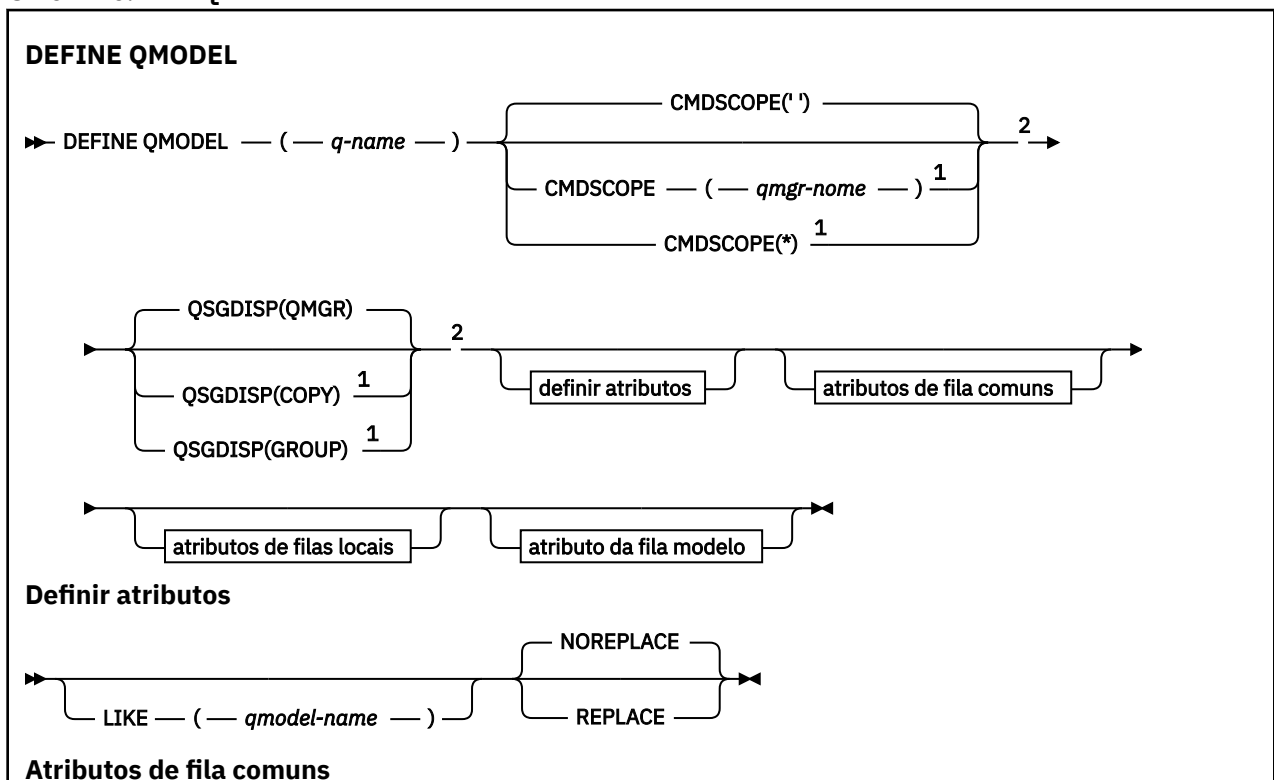 DEFINE QMODEL
CMDSCOPE(' ')
DEFINE QMODEL ( q-name ) 2
CMDSCOPE ( qmgr-nome ) 1
CMDSCOPE(*) 1
QSGDISP(QMGR)
2
QSGDISP(COPY) 1 definir atributos atributos de fila comuns
QSGDISP(GROUP) 1
atributos de filas locais atributo da fila modelo
Definir atributos
NOREPLACE
LIKE ( qmodel-name ) REPLACE
Atributos de fila comuns